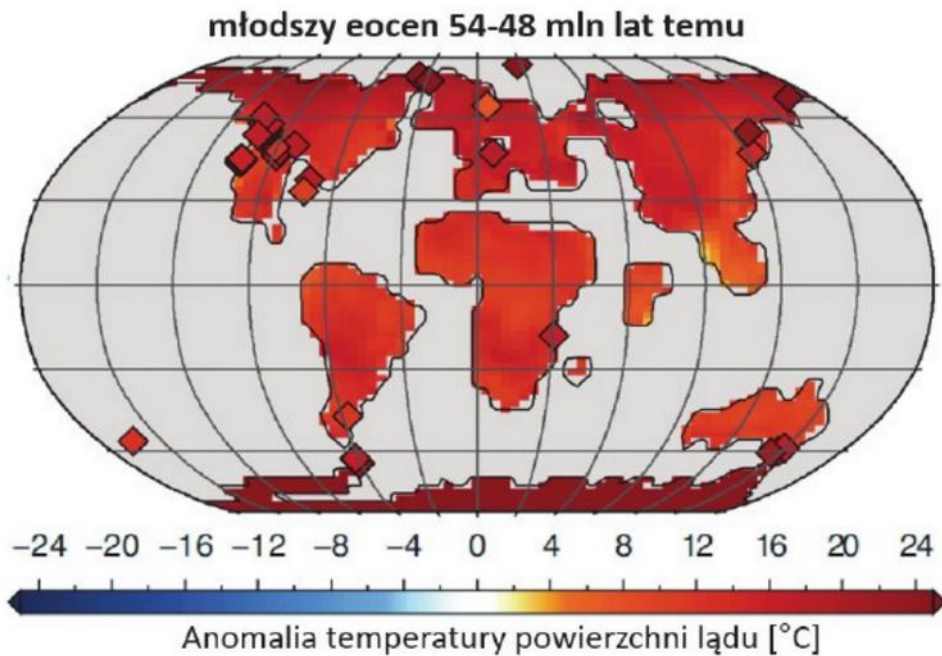 młodszy eocen 54-48 mln lat temu
−24 −20 −16 −12 −8 −4 0 4 8 12 16 20 24
Anomalia temperatury powierzchni lądu [°C]